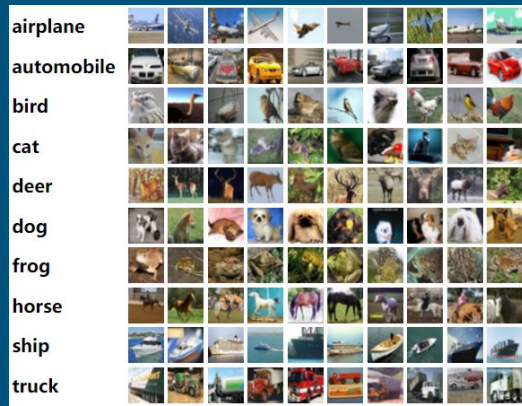 airplane
automobile
bird
cat
deer
dog
frog
horse
ship
truck